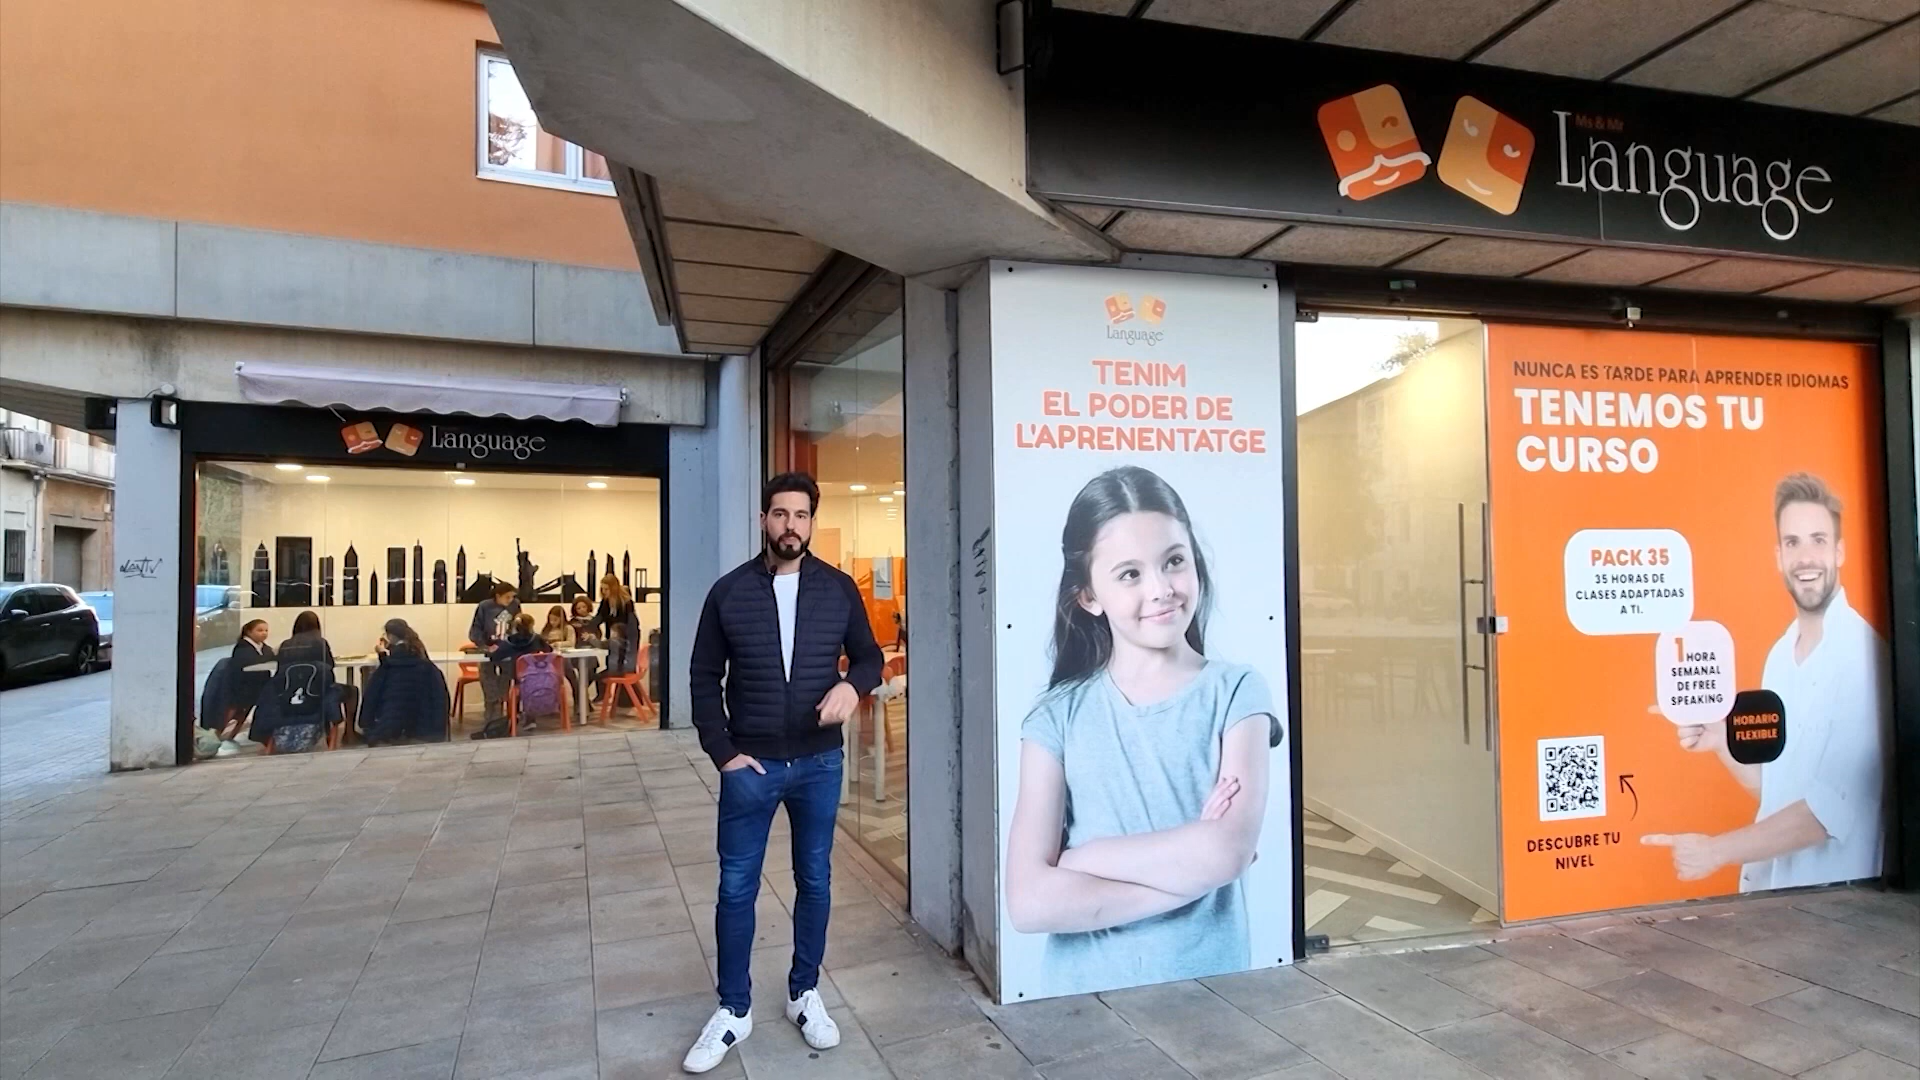 Ms & Mr
Language
Language
Language
TENIM
EL PODER DE
L'APRENENTATGE
NUNCA ES TARDE PARA APRENDER IDIOMAS
TENEMOS TU
CURSO
PACK 35
35 HORAS DE
CLASES ADAPTADAS
A TI.
1 HORA
SEMANAL
DE FREE
SPEAKING
HORARIO
FLEXIBLE
DESCUBRE TU
NIVEL